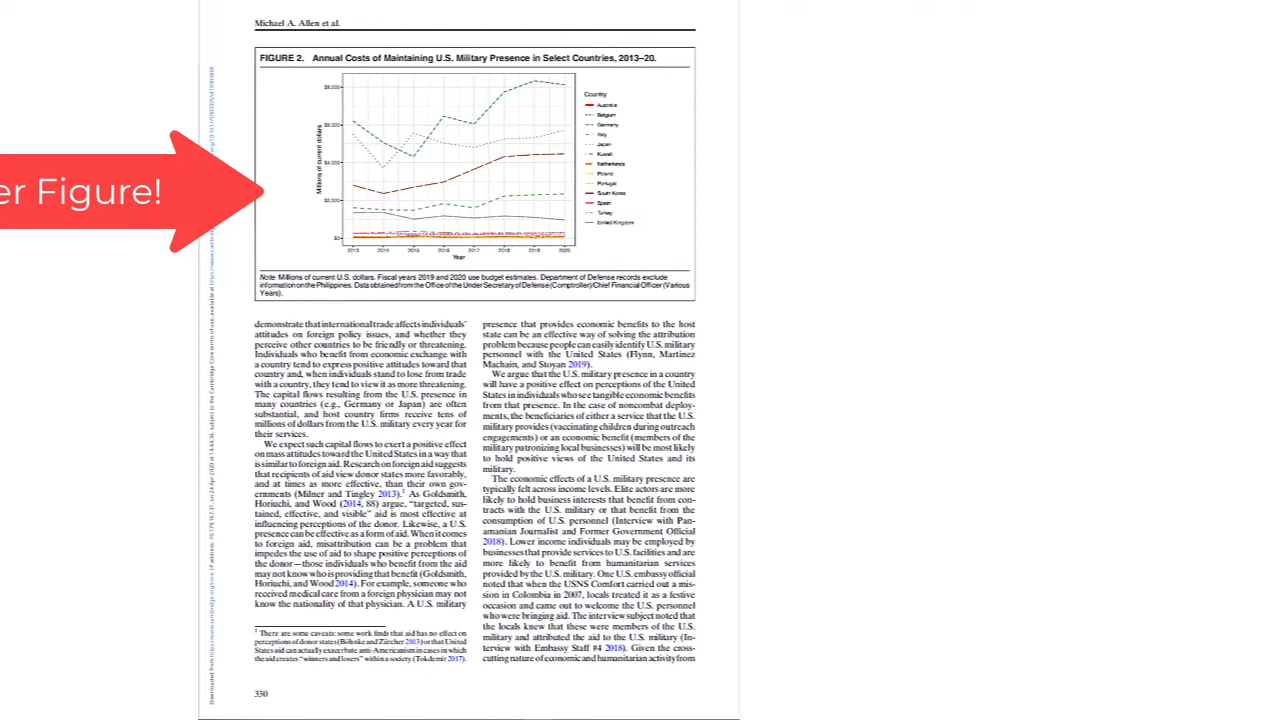 Michael A. Allen et al.
er Figure!
FIGURE 2. Annual Costs of Maintaining U.S. Military Presence in Select Countries, 2013–20.
$8,000
$6,000
$4,000
$2,000
$0
Millions of current dollars
2013 2014 2015 2016 2017 2018 2019 2020
Year
Country
Australia
Belgium
Germany
Italy
Japan
Kuwait
Netherlands
Poland
Portugal
South Korea
Spain
Turkey
United Kingdom
Note: Millions of current U.S. dollars. Fiscal years 2019 and 2020 use budget estimates. Department of Defense records exclude
information on the Philippines. Data obtained from the Office of the Under Secretary of Defense (Comptroller)/Chief Financial Officer (Various
Years).
demonstrate that international trade affects individuals’
attitudes on foreign policy issues, and whether they
perceive other countries to be friendly or threatening.
Individuals who benefit from economic exchange with
a country tend to express positive attitudes toward that
country and, when individuals stand to lose from trade
with a country, they tend to view it as more threatening.
The capital flows resulting from the U.S. presence in
many countries (e.g., Germany or Japan) are often
substantial, and host country firms receive tens of
millions of dollars from the U.S. military every year for
their services.
We expect such capital flows to exert a positive effect
on mass attitudes toward the United States in a way that
is similar to foreign aid. Research on foreign aid suggests
that recipients of aid view donor states more favorably,
and at times as more effective, than their own gov-
ernments (Milner and Tingley 2013).¹ As Goldsmith,
Horiuchi, and Wood (2014, 88) argue, “targeted, sus-
tained, effective, and visible” aid is most effective at
influencing perceptions of the donor. Likewise, a U.S.
presence can be effective as a form of aid. When it comes
to foreign aid, misattribution can be a problem that
impedes the use of aid to shape positive perceptions of
the donor—those individuals who benefit from the aid
may not know who is providing that benefit (Goldsmith,
Horiuchi, and Wood 2014). For example, someone who
received medical care from a foreign physician may not
know the nationality of that physician. A U.S. military
¹ There are some caveats: some work finds that aid has no effect on
perceptions of donor states (Böhnke and Zürcher 2013) or that United
States aid can actually exacerbate anti-Americanism in cases in which
the aid creates “winners and losers” within a society (Tokdemir 2017).
presence that provides economic benefits to the host
state can be an effective way of solving the attribution
problem because people can easily identify U.S. military
personnel with the United States (Flynn, Martinez
Machain, and Stoyan 2019).
We argue that the U.S. military presence in a country
will have a positive effect on perceptions of the United
States in individuals who see tangible economic benefits
from that presence. In the case of noncombat deploy-
ments, the beneficiaries of either a service that the U.S.
military provides (vaccinating children during outreach
engagements) or an economic benefit (members of the
military patronizing local businesses) will be most likely
to hold positive views of the United States and its
military.
The economic effects of a U.S. military presence are
typically felt across income levels. Elite actors are more
likely to hold business interests that benefit from con-
tracts with the U.S. military or that benefit from the
consumption of U.S. personnel (Interview with Pan-
amanian Journalist and Former Government Official
2018). Lower income individuals may be employed by
businesses that provide services to U.S. facilities and are
more likely to benefit from humanitarian services
provided by the U.S. military. One U.S. embassy official
noted that when the USNS Comfort carried out a mis-
sion in Colombia in 2007, locals treated it as a festive
occasion and came out to welcome the U.S. personnel
who were bringing aid. The interview subject noted that
the locals knew that these were members of the U.S.
military and attributed the aid to the U.S. military (In-
terview with Embassy Staff #4 2018). Given the cross-
cutting nature of economic and humanitarian activity from
330